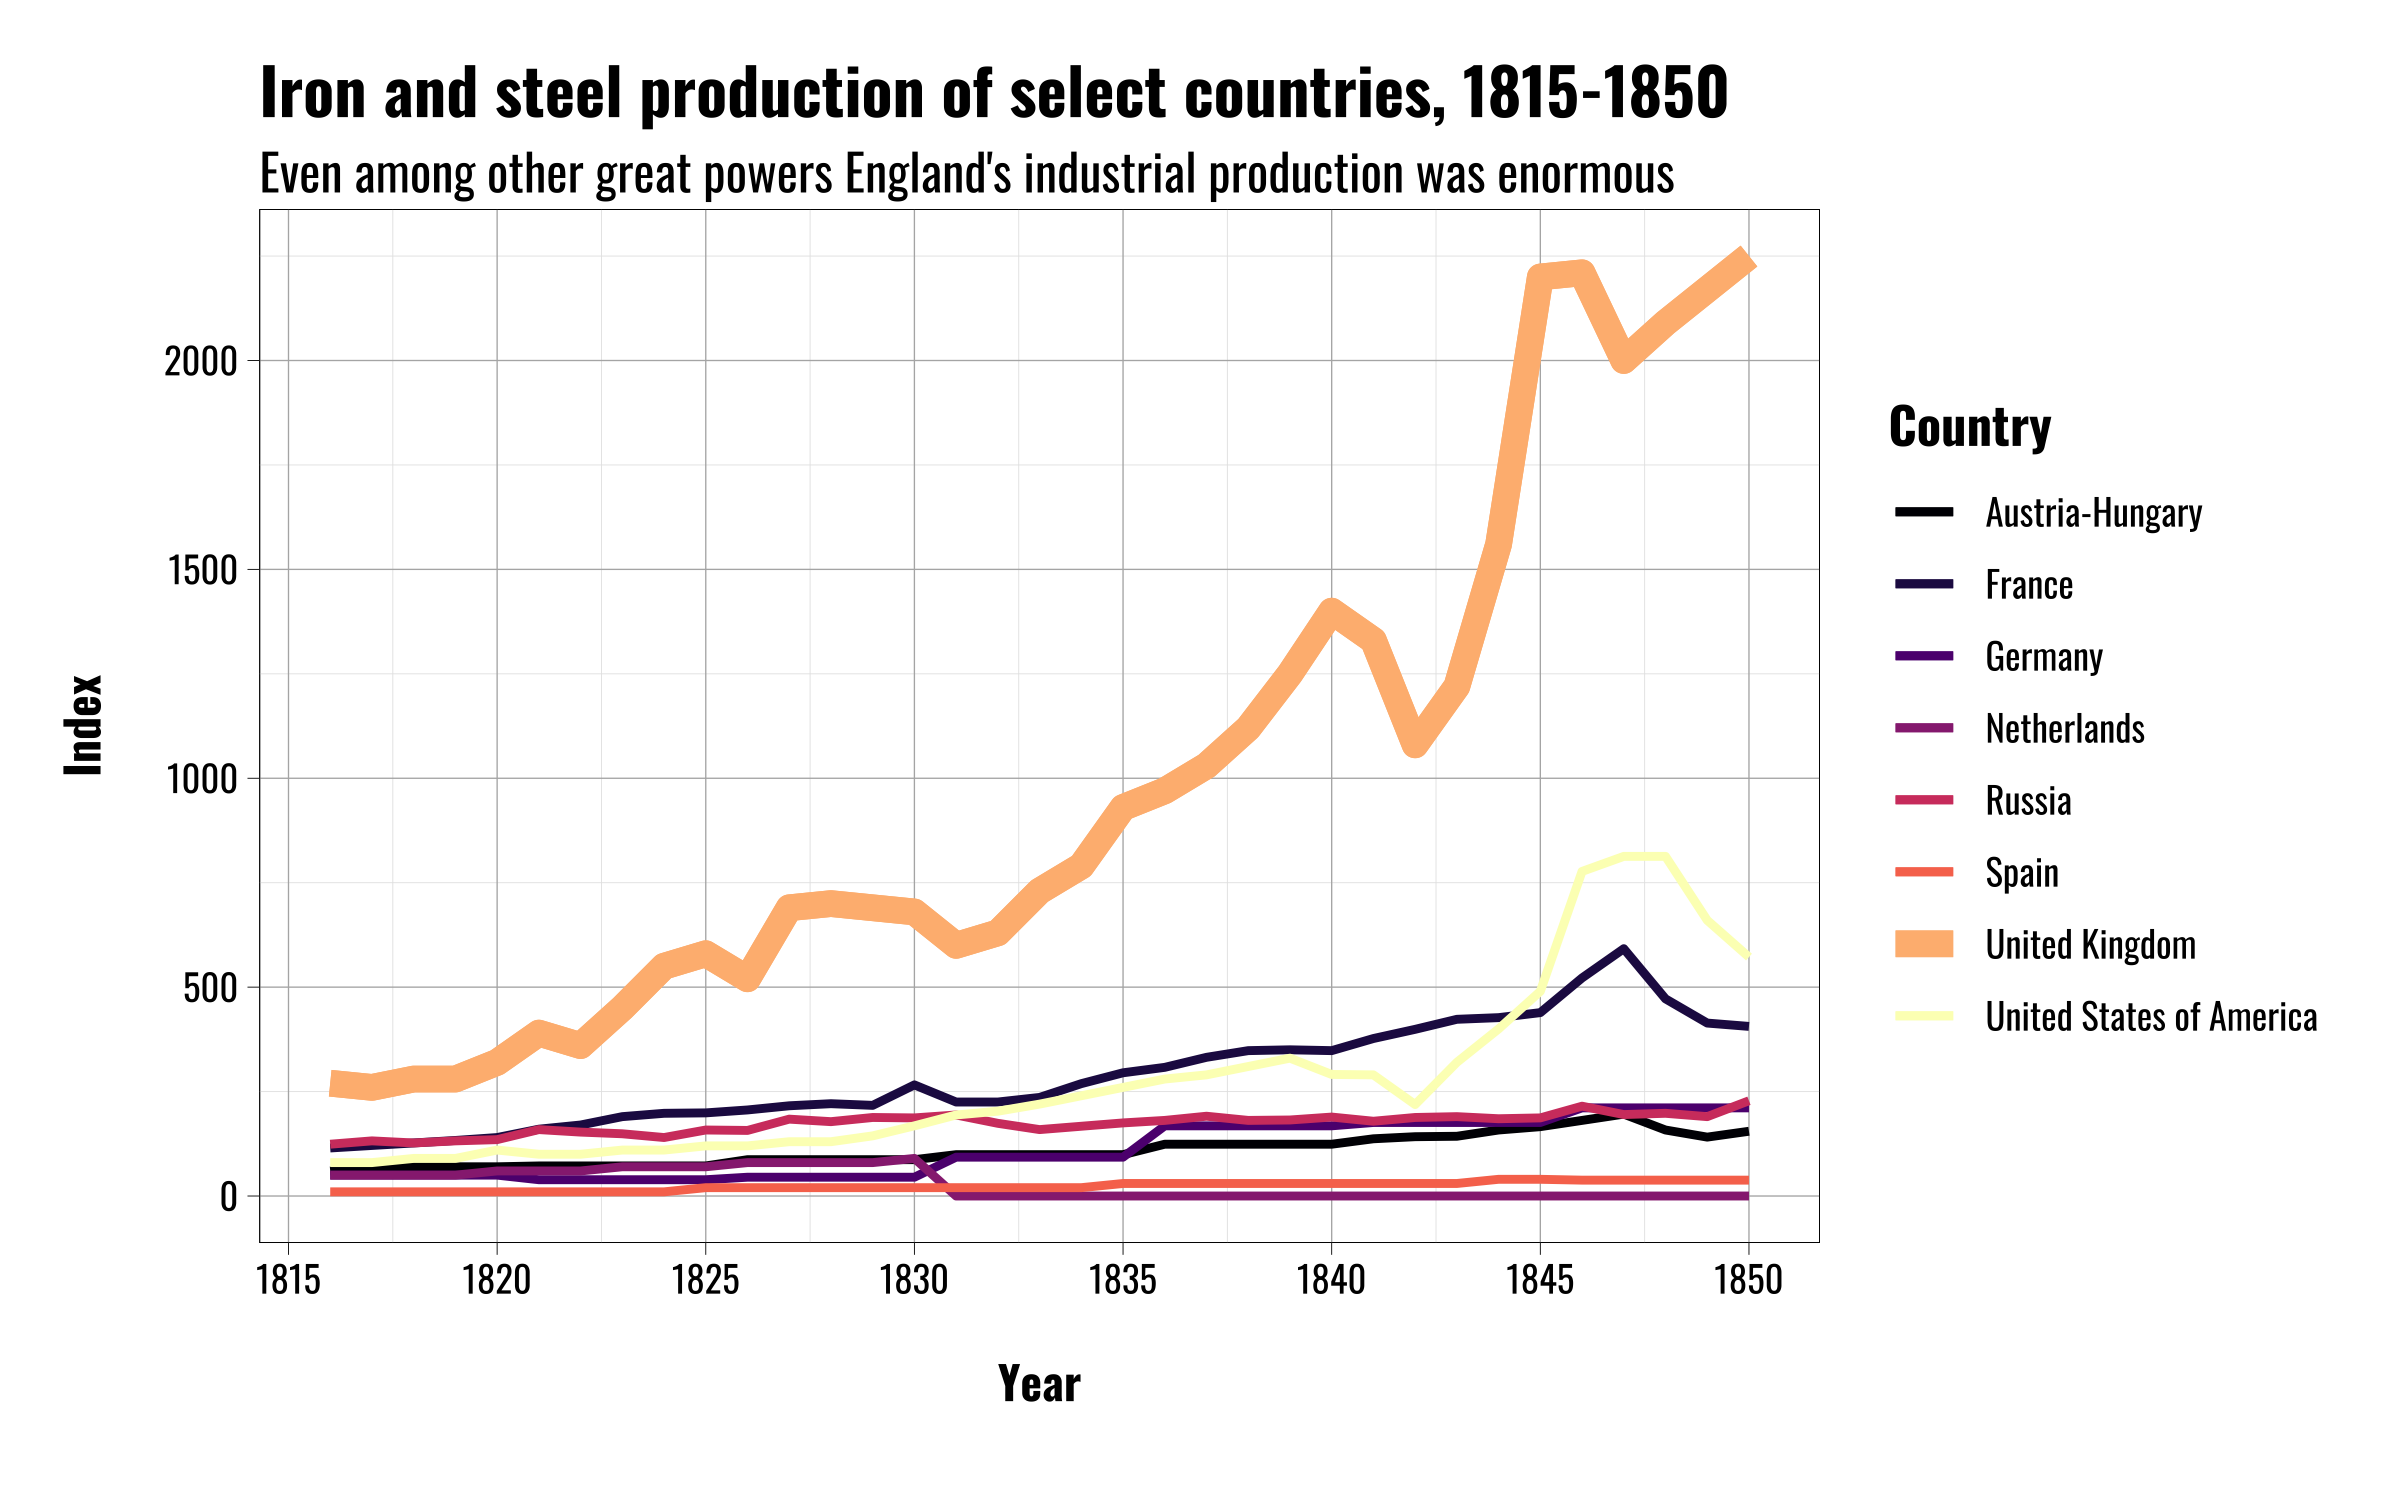 Iron and steel production of select countries, 1815-1850
Even among other great powers England's industrial production was enormous
Index
2000
1500
1000
500
0
1815 1820 1825 1830 1835 1840 1845 1850
Year
Country
Austria-Hungary
France
Germany
Netherlands
Russia
Spain
United Kingdom
United States of America